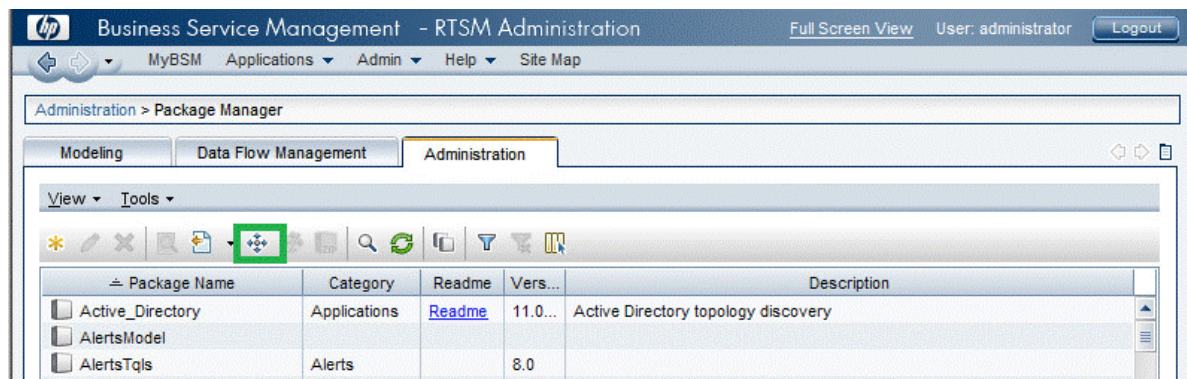 hp Business Service Management - RTSM Administration Full Screen View User: administrator Logout
MyBSM Applications Admin Help Site Map
Administration > Package Manager
Modeling Data Flow Management Administration
View Tools
Package Name Category Readme Vers... Description
Active_Directory Applications Readme 11.0... Active Directory topology discovery
AlertsModel
AlertsTqls Alerts 8.0